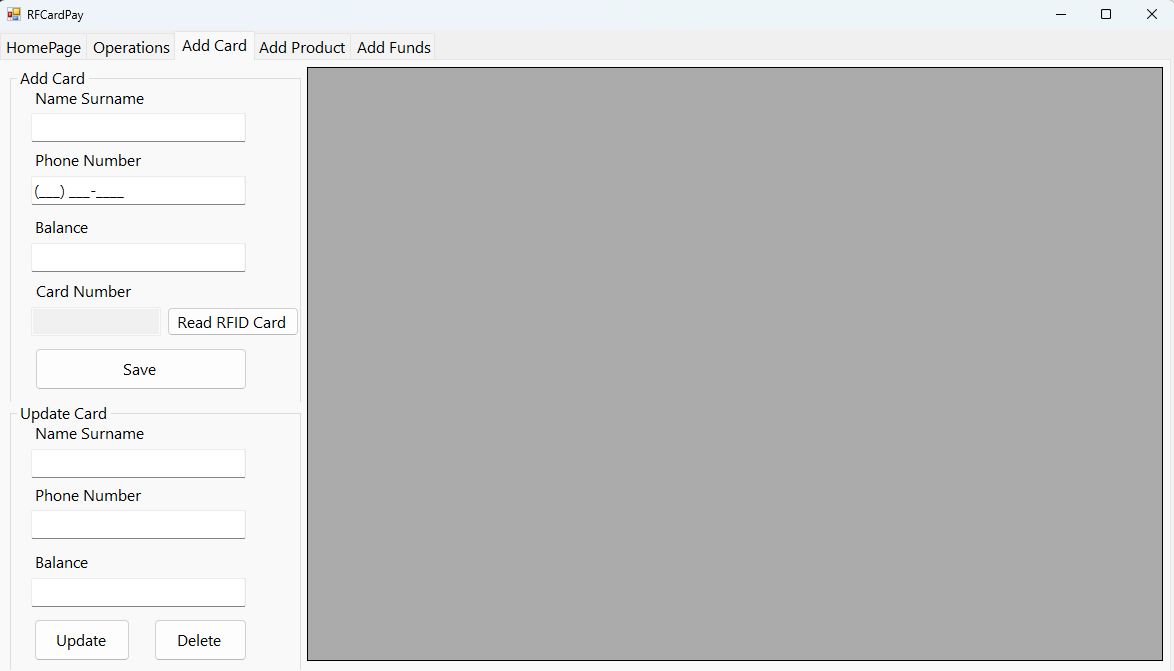 RFCardPay
HomePage Operations Add Card Add Product Add Funds
Add Card
Name Surname
Phone Number
(___) ___-____
Balance
Card Number
Read RFID Card
Save
Update Card
Name Surname
Phone Number
Balance
Update Delete